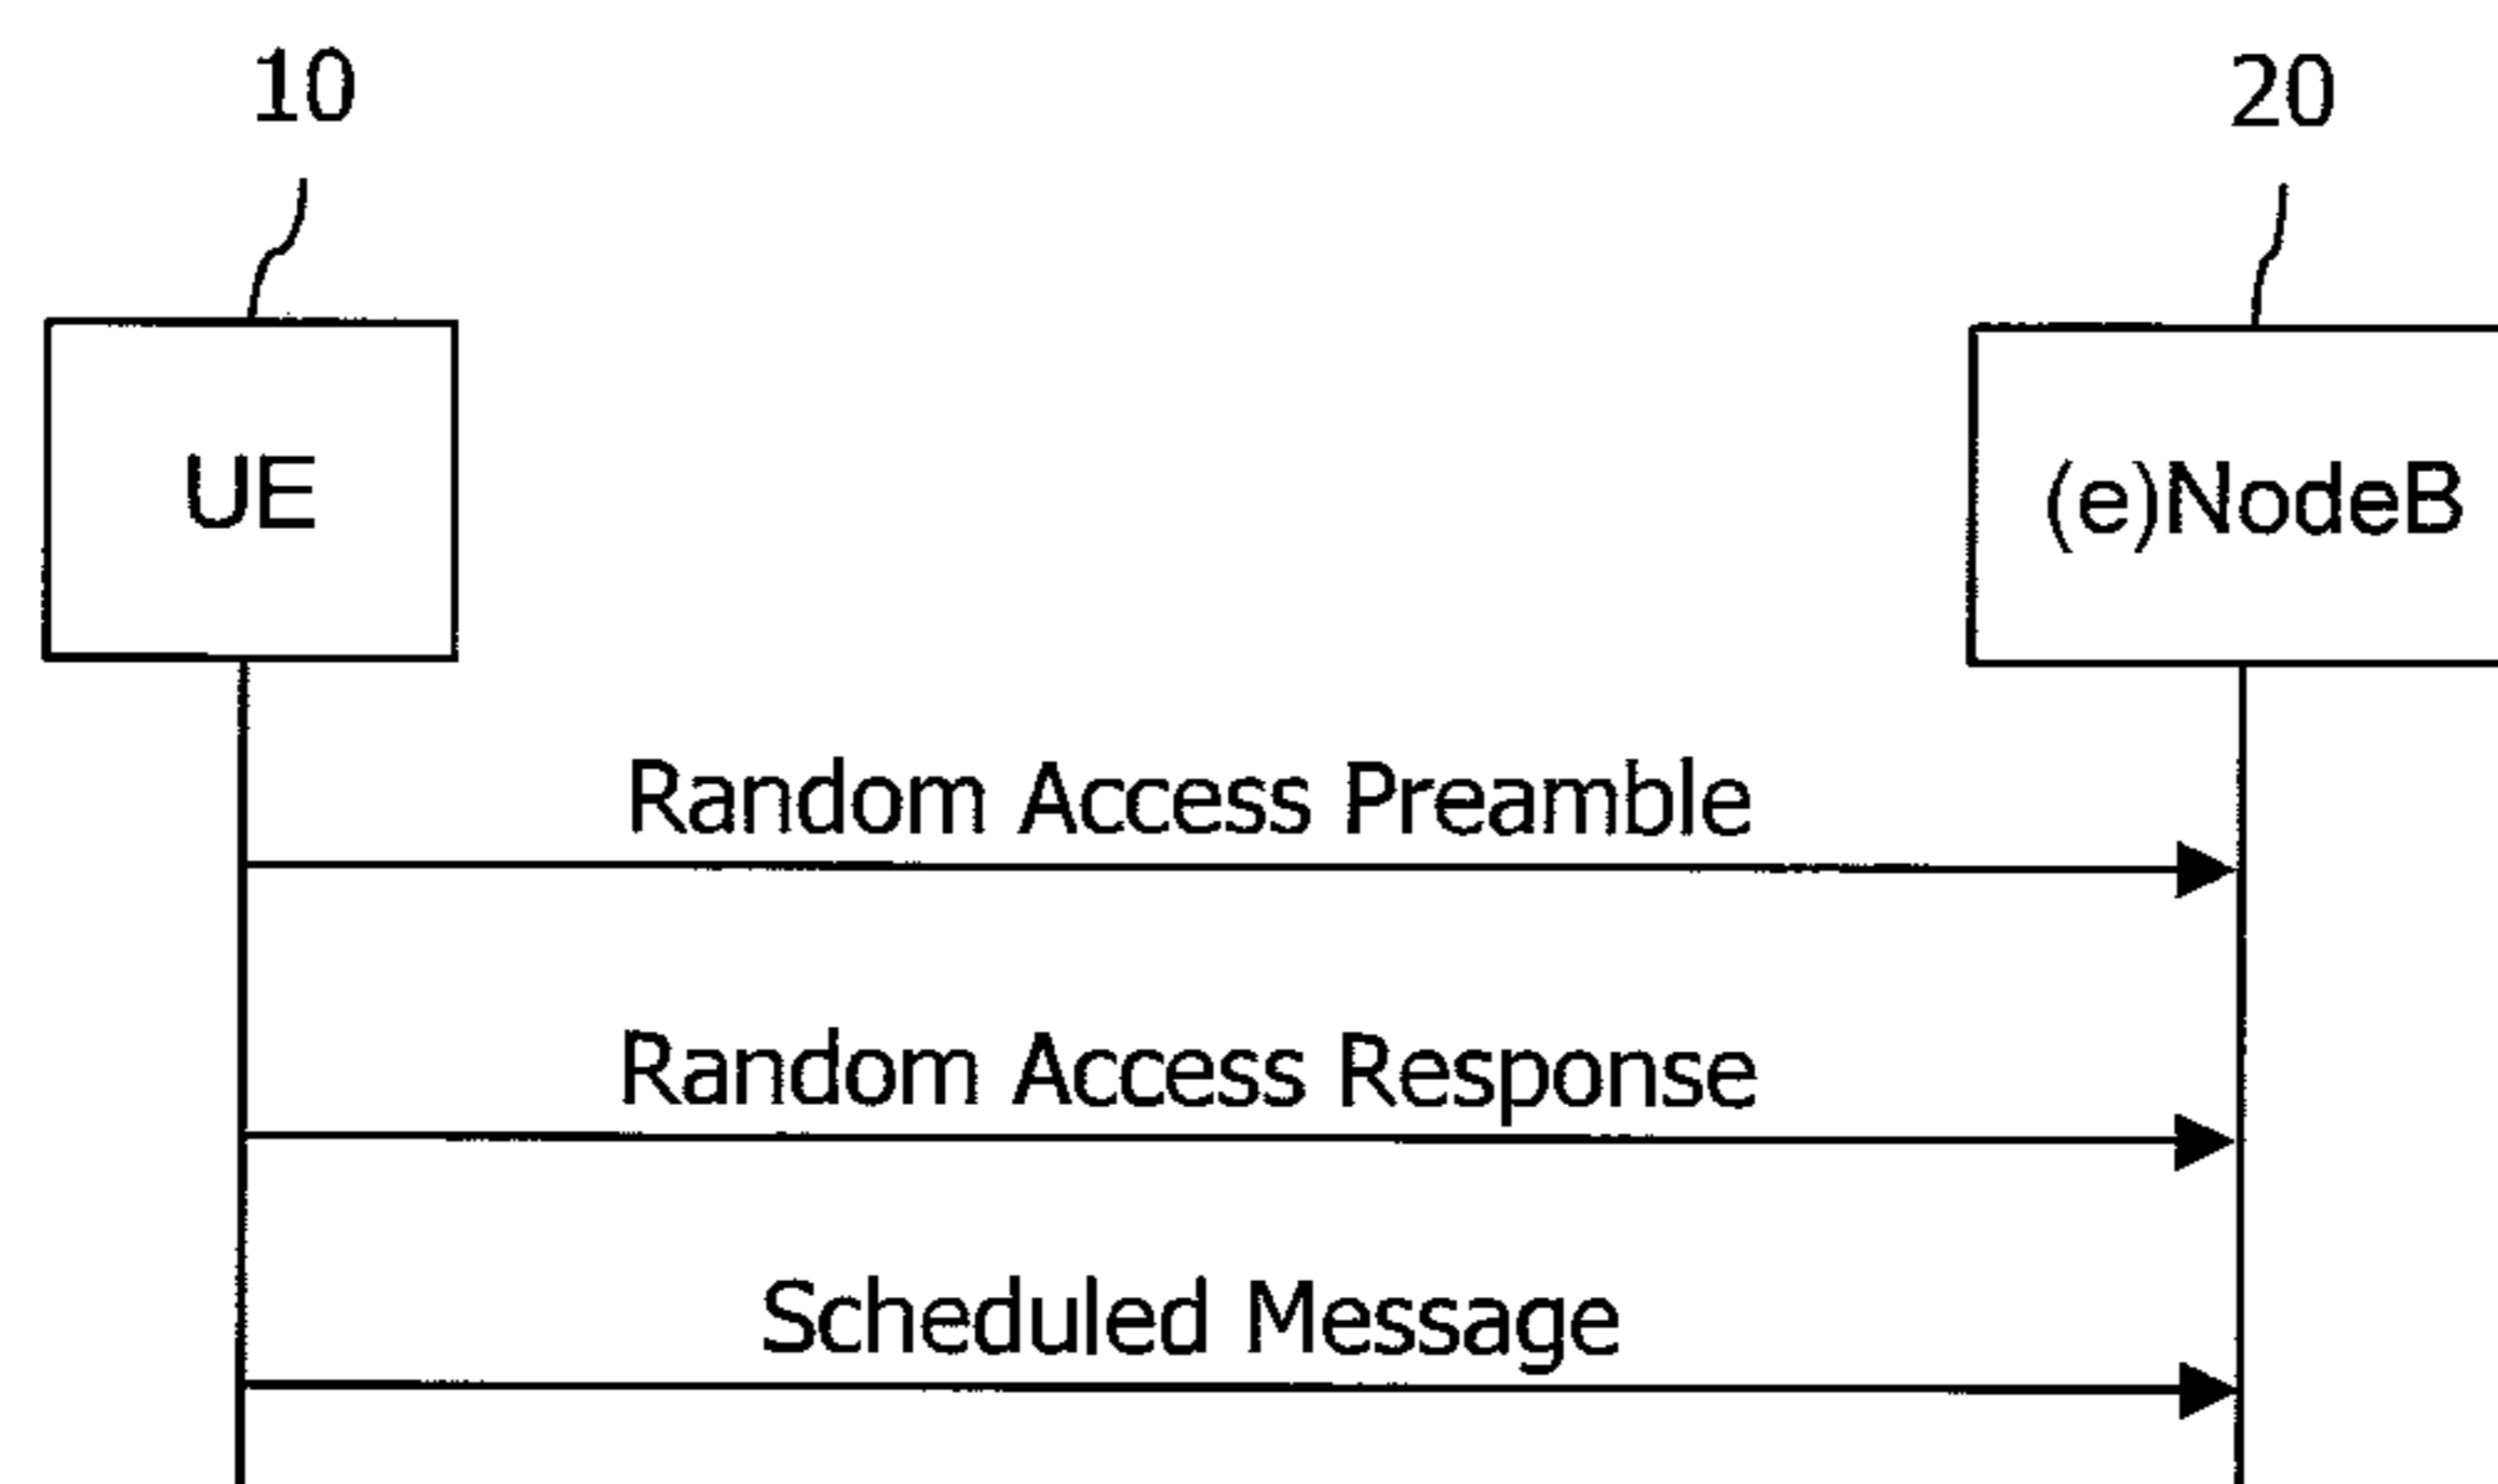 10
20
UE
(e)NodeB
Random Access Preamble
Random Access Response
Scheduled Message